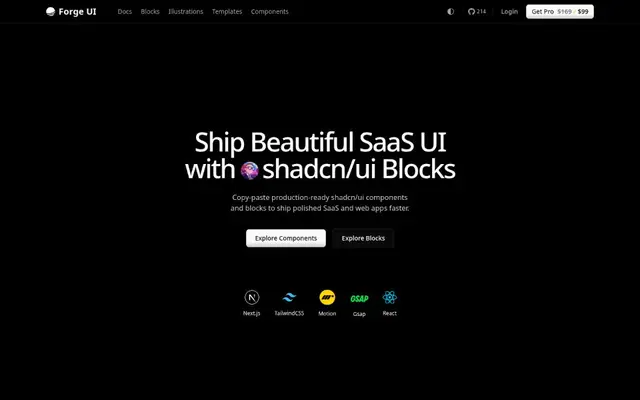 Forge UI
Docs
Blocks
Illustrations
Templates
Components
214
Login
Get Pro $169 $99
Ship Beautiful SaaS UI
with shadcn/ui Blocks
Copy-paste production-ready shadcn/ui components
and blocks to ship polished SaaS and web apps faster.
Explore Components
Explore Blocks
N
GSAP
Next.js
TailwindCSS
Motion
Gsap
React